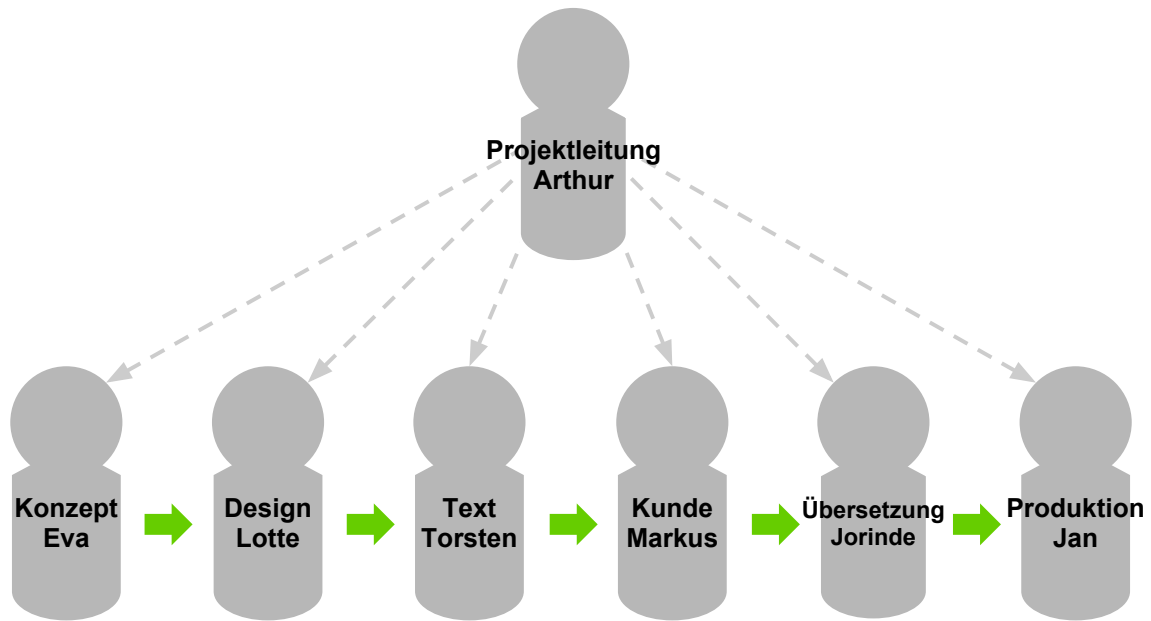 Projektleitung
Arthur
Konzept
Eva
Design
Lotte
Text
Torsten
Kunde
Markus
Übersetzung
Jorinde
Produktion
Jan